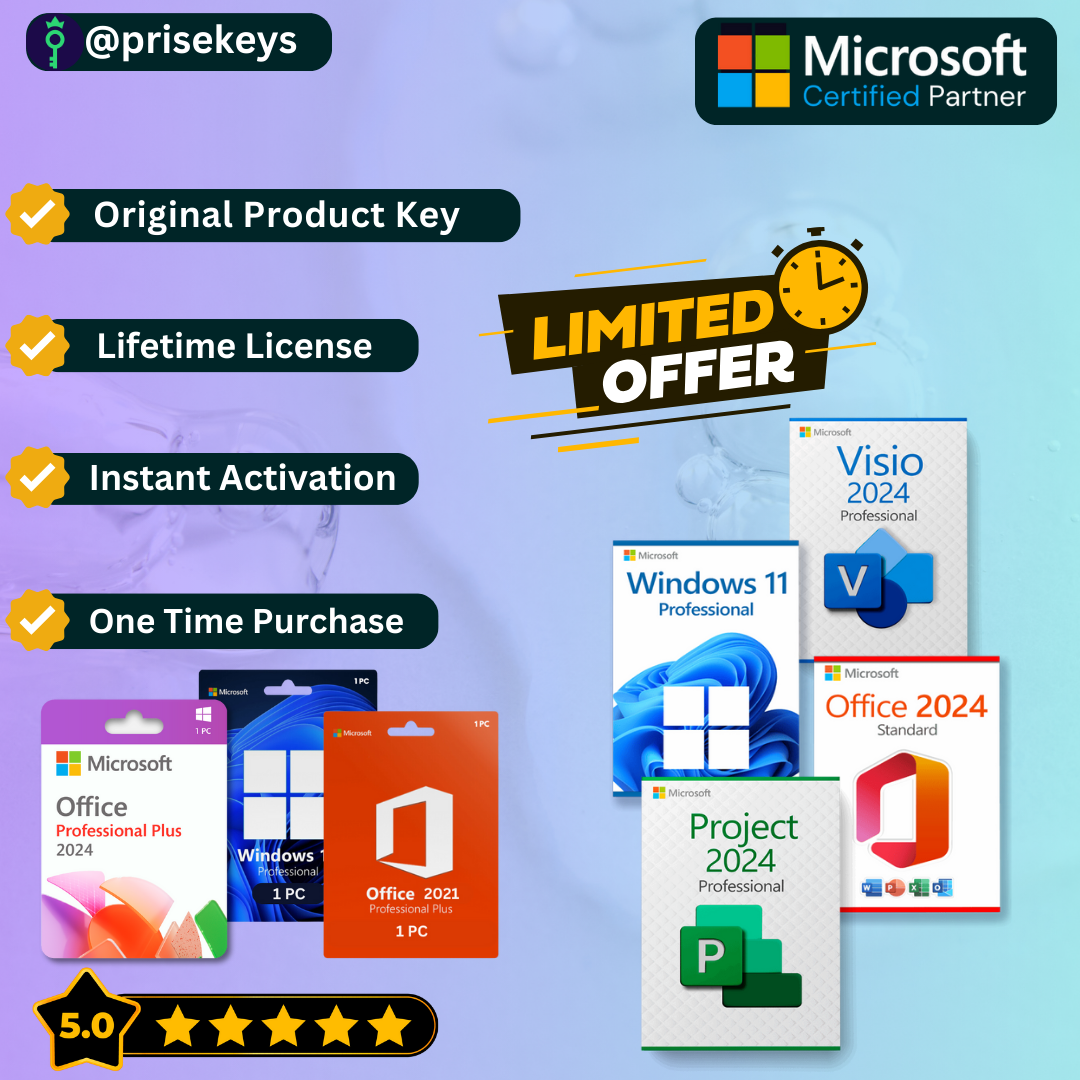 @prisekeys
Microsoft
Certified Partner
Original Product Key
Lifetime License
Instant Activation
One Time Purchase
LIMITED
OFFER
Microsoft
Visio
2024
Professional
Microsoft
Windows 11
Professional
Microsoft
Office 2024
Standard
Microsoft
Project
2024
Professional
P
V
1 PC
Microsoft
Office
Professional Plus
2024
Microsoft
1 PC
Windows 1
Professional
1 PC
Microsoft
1 PC
Office 2021
Professional Plus
1 PC
5.0